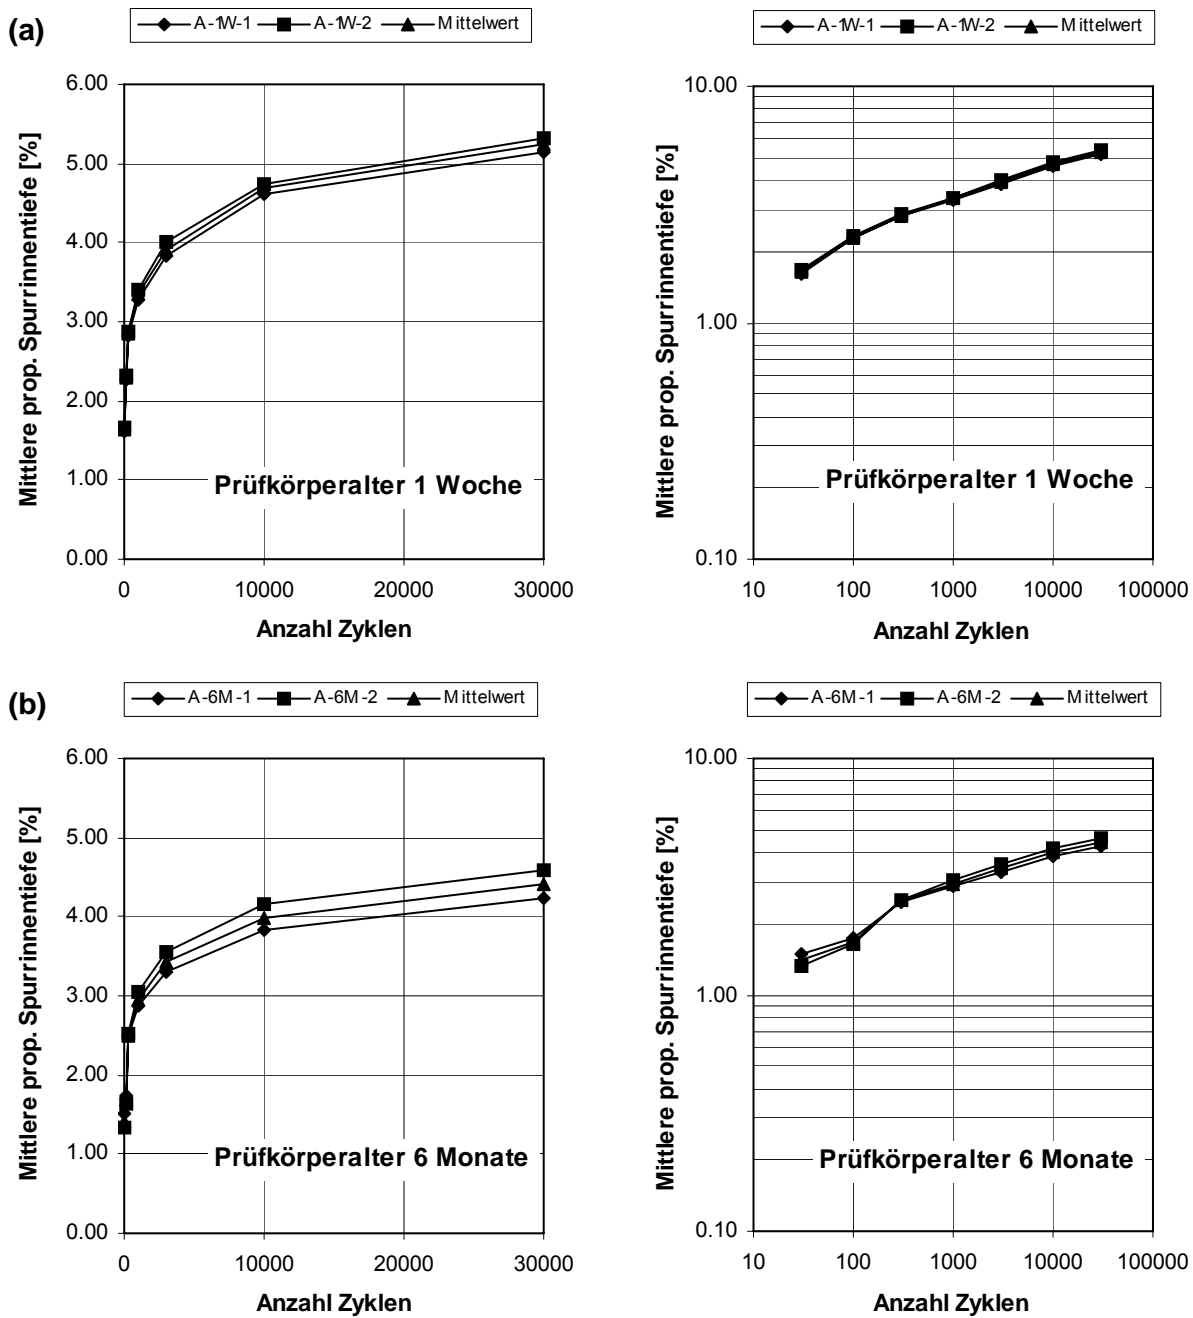 (a)
A-1W-1 A-1W-2 Mittelwert
6.00
5.00
4.00
3.00
2.00
1.00
0.00
Mittlere prop. Spurrinnentiefe [%]
Prüfkörperalter 1 Woche
0 10000 20000 30000
Anzahl Zyklen
A-1W-1 A-1W-2 Mittelwert
10.00
1.00
0.10
Mittlere prop. Spurrinnentiefe [%]
Prüfkörperalter 1 Woche
10 100 1000 10000 100000
Anzahl Zyklen
(b)
A-6M-1 A-6M-2 Mittelwert
6.00
5.00
4.00
3.00
2.00
1.00
0.00
Mittlere prop. Spurrinnentiefe [%]
Prüfkörperalter 6 Monate
0 10000 20000 30000
Anzahl Zyklen
A-6M-1 A-6M-2 Mittelwert
10.00
1.00
0.10
Mittlere prop. Spurrinnentiefe [%]
Prüfkörperalter 6 Monate
10 100 1000 10000 100000
Anzahl Zyklen